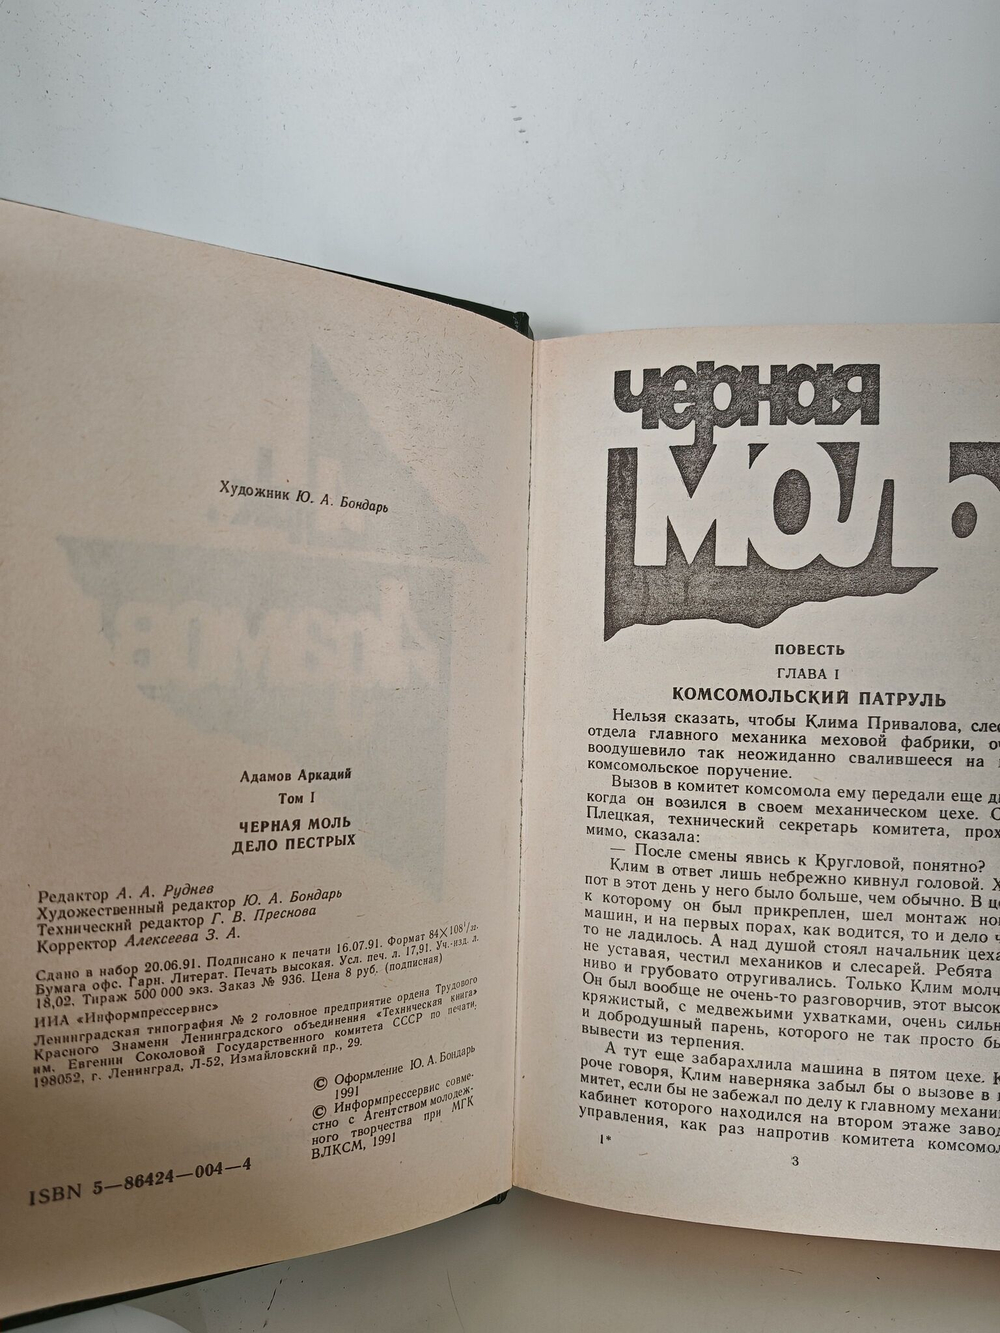 Художник Ю. А. Бондарь
Адамов Аркадий
Том I
ЧЕРНАЯ МОЛЬ
ДЕЛО ПЕСТРЫХ
Редактор А. А. Руднев
Художественный редактор Ю. А. Бондарь
Технический редактор Г. В. Преснова
Корректор Алексеева З. А.
Сдано в набор 20.06.91. Подписано к печати 16.07.91. Формат 84×108¹/₃₂.
Бумага офс. Гарн. Литерат. Печать высокая. Усл. печ. л. 17,91. Уч.-изд. л.
18,02. Тираж 500 000 экз. Заказ № 936. Цена 8 руб. (подписная)
ИИА «Информпрессервис»
Ленинградская типография № 2 головное предприятие ордена Трудового
Красного Знамени Ленинградского объединения «Техническая книга»
им. Евгении Соколовой Государственного комитета СССР по печати.
198052, г. Ленинград, Л-52, Измайловский пр., 29.
© Оформление Ю. А. Бондарь
1991
© Информпрессервис совме-
стно с Агентством молодеж-
ного творчества при МГК
ВЛКСМ, 1991
ISBN 5—86424—004—4
черная
моль
ПОВЕСТЬ
ГЛАВА I
КОМСОМОЛЬСКИЙ ПАТРУЛЬ
Нельзя сказать, чтобы Клима Привалова, слес
отдела главного механика меховой фабрики, оч
воодушевило так неожиданно свалившееся на
комсомольское поручение.
Вызов в комитет комсомола ему передали еще д
когда он возился в своем механическом цехе. С
Плецкая, технический секретарь комитета, прох
мимо, сказала:
— После смены явись к Кругловой, понятно?
Клим в ответ лишь небрежно кивнул головой. Х
пот в этот день у него было больше, чем обычно. В це
к которому он был прикреплен, шел монтаж но
машин, и на первых порах, как водится, то и дело ч
то не ладилось. А над душой стоял начальник цеха
не уставая, честил механиков и слесарей. Ребята
ниво и грубовато отругивались. Только Клим молч
Он был вообще не очень-то разговорчив, этот высок
кряжистый, с медвежьими ухватками, очень сильн
и добродушный парень, которого не так просто бы
вывести из терпения.
А тут еще забарахлила машина в пятом цехе. К
роче говоря, Клим наверняка забыл бы о вызове в
митет, если бы не забежал по делу к главному механи
кабинет которого находился на втором этаже завод
управления, как раз напротив комитета комсомол
1*
3